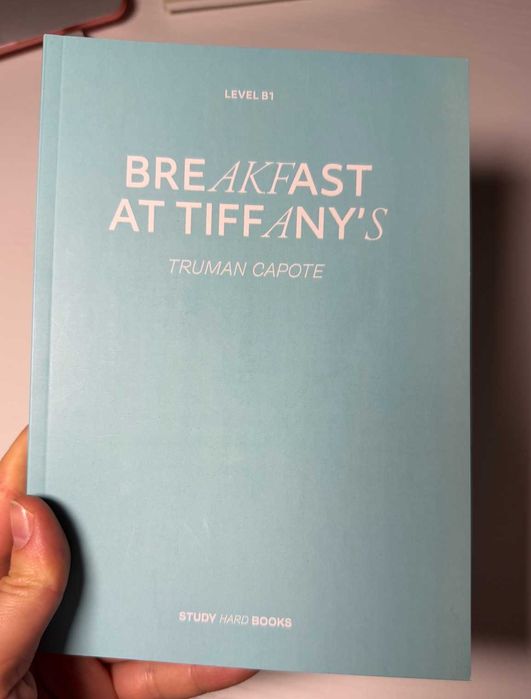 LEVEL B1
BREAKFAST
AT TIFFANY'S
TRUMAN CAPOTE
STUDY HARD BOOKS